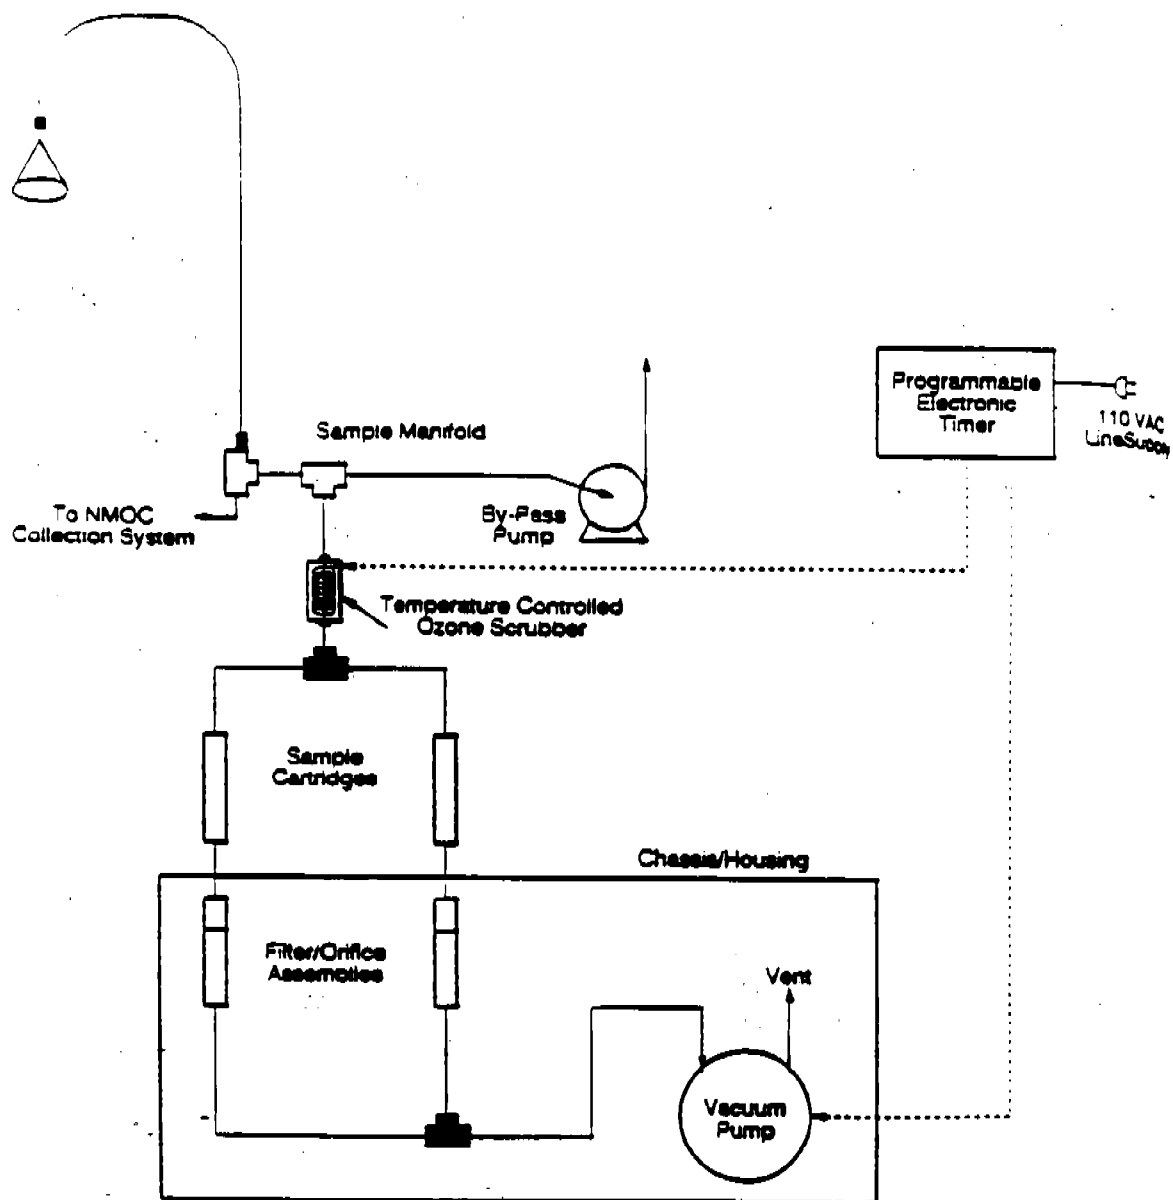 Sample Manifold
Programmable
Electronic
Timer
110 VAC
Line Supply
To NMOC
Collection System
By-Pass
Pump
Temperature Controlled
Ozone Scrubber
Sample
Cartridges
Chassis/Housing
Filter/Orifice
Assemblies
Vent
Vacuum
Pump